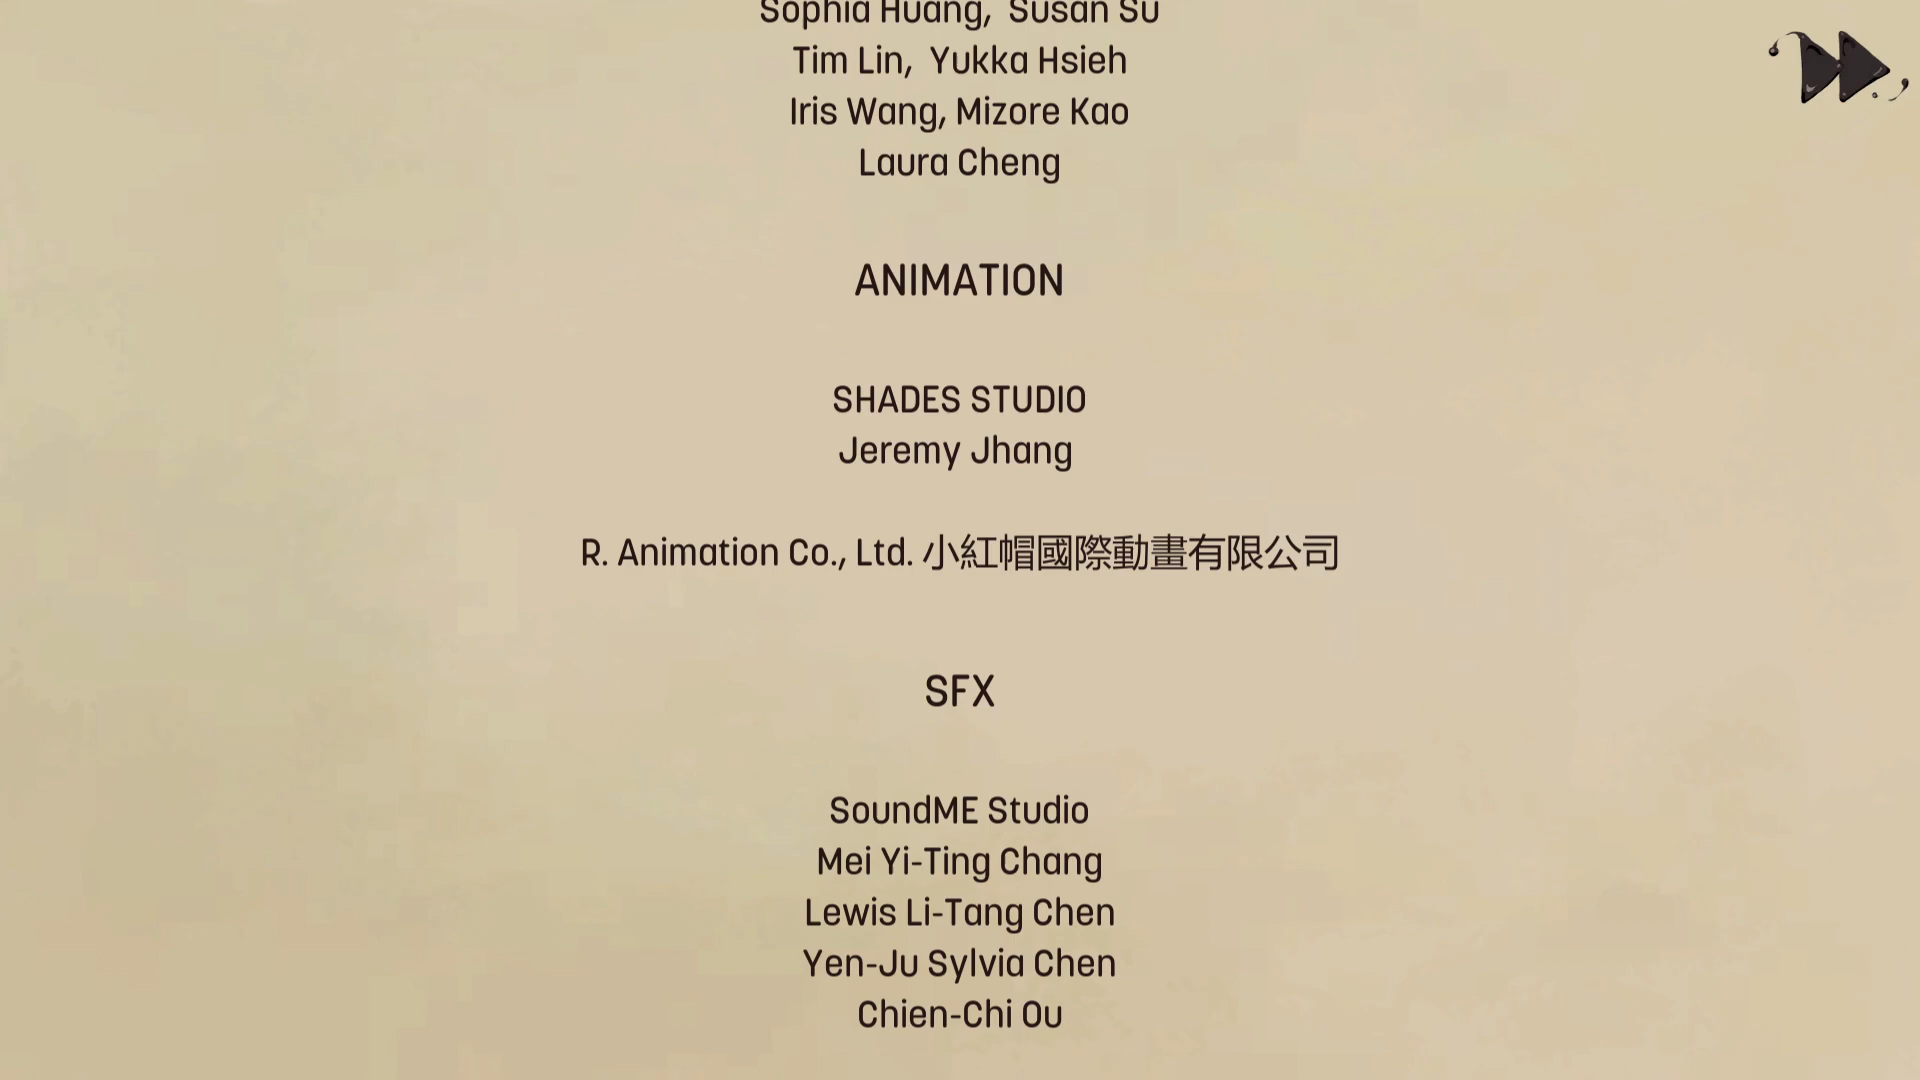 Sophia Huang,  Susan Su
Tim Lin,  Yukka Hsieh
Iris Wang, Mizore Kao
Laura Cheng
ANIMATION
SHADES STUDIO
Jeremy Jhang
R. Animation Co., Ltd. 小紅帽國際動畫有限公司
SFX
SoundME Studio
Mei Yi-Ting Chang
Lewis Li-Tang Chen
Yen-Ju Sylvia Chen
Chien-Chi Ou